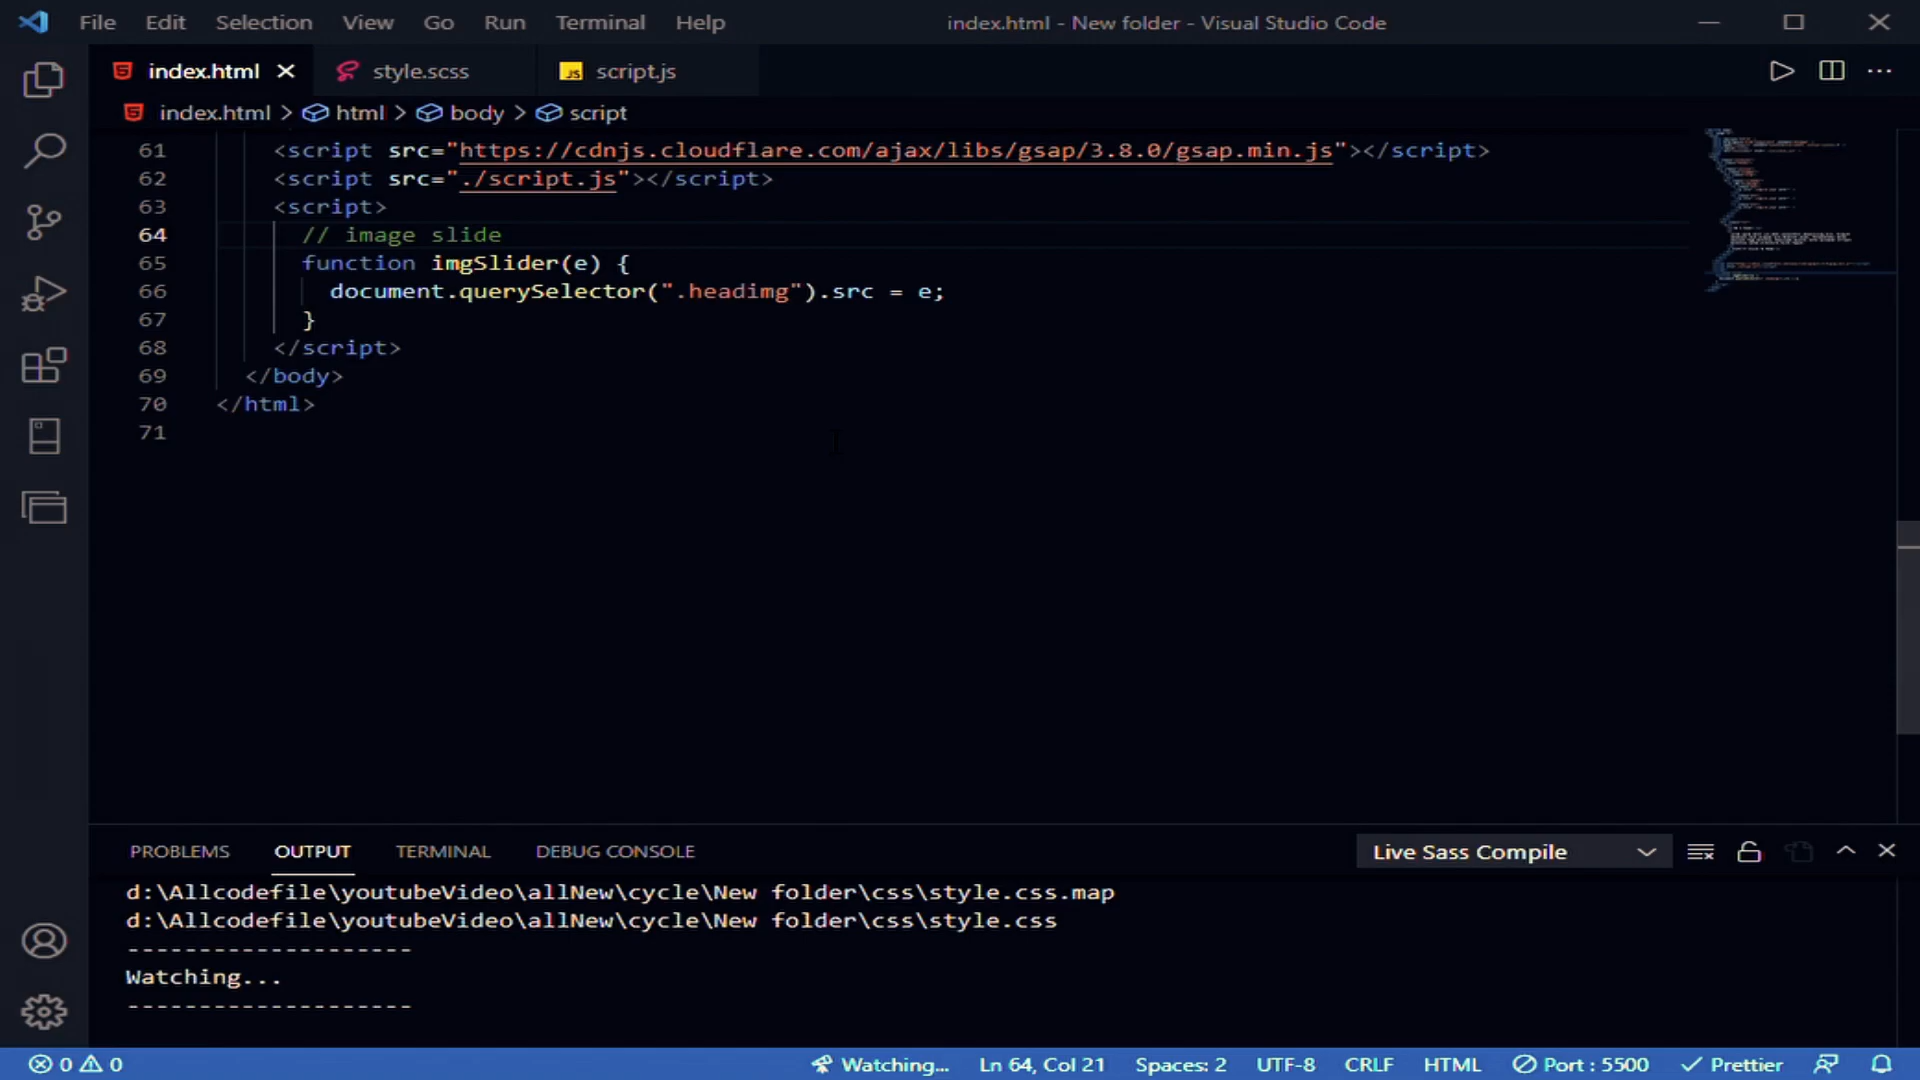 File Edit Selection View Go Run Terminal Help index.html - New folder - Visual Studio Code
index.html style.scss JS script.js
index.html > html > body > script
61 <script src="https://cdnjs.cloudflare.com/ajax/libs/gsap/3.8.0/gsap.min.js"></script>
62 <script src="./script.js"></script>
63 <script>
64 // image slide
65 function imgSlider(e) {
66 document.querySelector(".headimg").src = e;
67 }
68 </script>
69 </body>
70 </html>
71
PROBLEMS OUTPUT TERMINAL DEBUG CONSOLE Live Sass Compile
d:\Allcodefile\youtubeVideo\allNew\cycle\New folder\css\style.css.map
d:\Allcodefile\youtubeVideo\allNew\cycle\New folder\css\style.css
--------------------
Watching...
--------------------
0 0 Watching... Ln 64, Col 21 Spaces: 2 UTF-8 CRLF HTML Port : 5500 Prettier